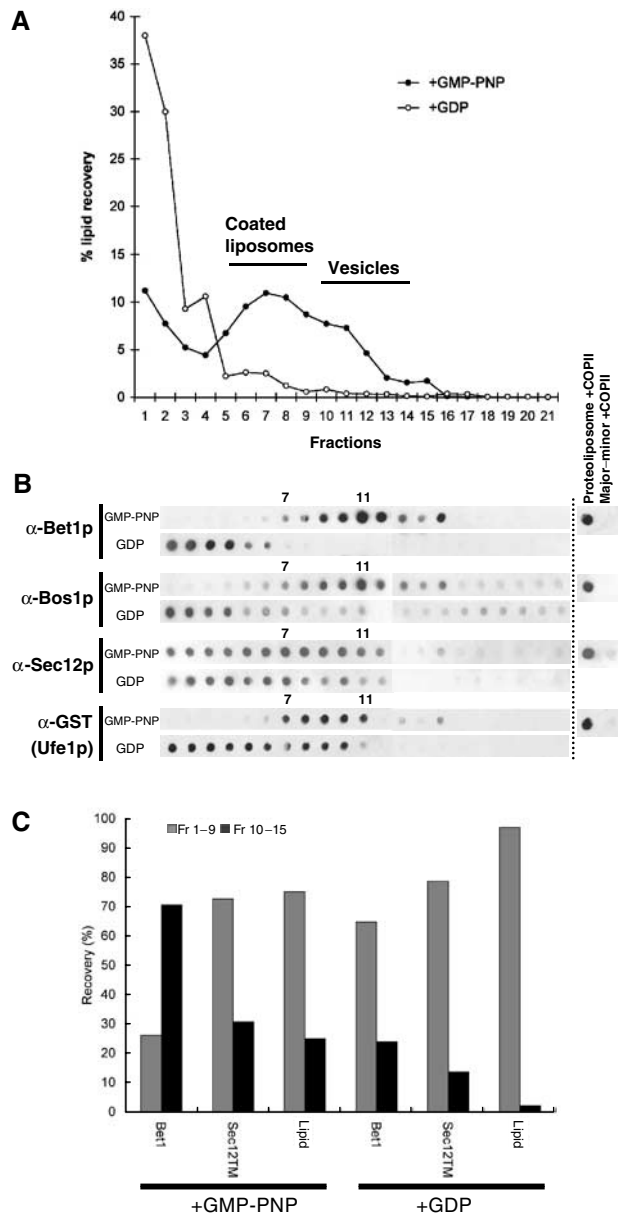 A
40
35
30
25
20
15
10
5
0
% lipid recovery
+GMP-PNP
+GDP
Coated
liposomes
Vesicles
1 2 3 4 5 6 7 8 9 10 11 12 13 14 15 16 17 18 19 20 21
Fractions
Proteoliposome +COPII
Major–minor +COPII
B
7 11
α-Bet1p
GMP-PNP
GDP
7 11
α-Bos1p
GMP-PNP
GDP
7 11
α-Sec12p
GMP-PNP
GDP
7 11
α-GST
(Ufe1p)
GMP-PNP
GDP
C
Fr 1–9 Fr 10–15
100
90
80
70
60
50
40
30
20
10
0
Recovery (%)
Bet1 Sec12TM Lipid Bet1 Sec12TM Lipid
+GMP-PNP +GDP